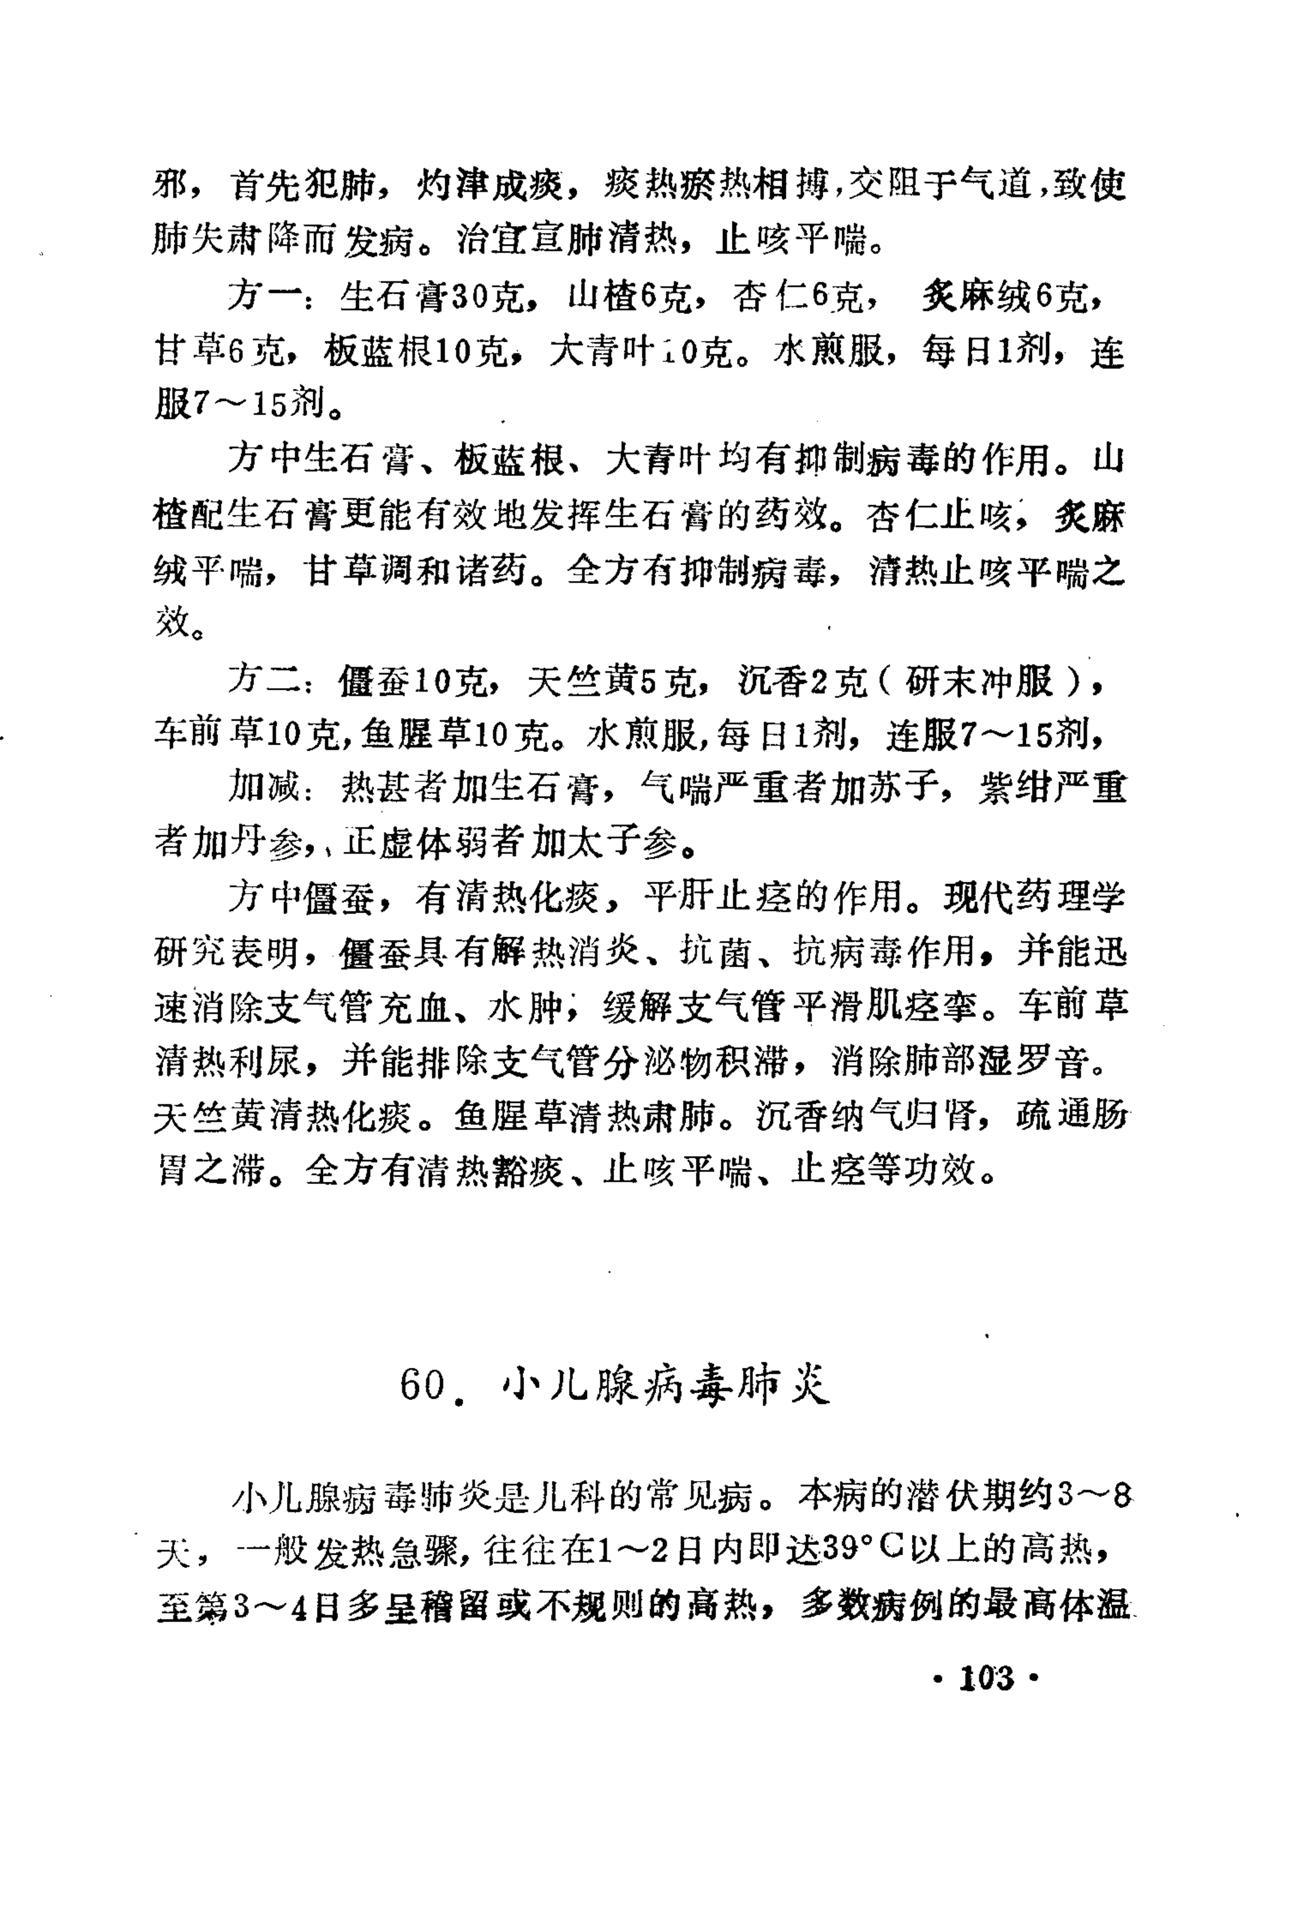 邪，首先犯肺，灼津成痰，痰热瘀热相搏，交阻于气道，致使
肺失肃降而发病。治宜宣肺清热，止咳平喘。
方一：生石膏30克，山楂6克，杏仁6克，炙麻绒6克，
甘草6克，板蓝根10克，大青叶10克。水煎服，每日1剂，连
服7～15剂。
方中生石膏、板蓝根、大青叶均有抑制病毒的作用。山
楂配生石膏更能有效地发挥生石膏的药效。杏仁止咳，炙麻
绒平喘，甘草调和诸药。全方有抑制病毒，清热止咳平喘之
效。
方二：僵蚕10克，天竺黄5克，沉香2克（研末冲服），
车前草10克，鱼腥草10克。水煎服，每日1剂，连服7～15剂，
加减：热甚者加生石膏，气喘严重者加苏子，紫绀严重
者加丹参，、正虚体弱者加太子参。
方中僵蚕，有清热化痰，平肝止痉的作用。现代药理学
研究表明，僵蚕具有解热消炎、抗菌、抗病毒作用，并能迅
速消除支气管充血、水肿；缓解支气管平滑肌痉挛。车前草
清热利尿，并能排除支气管分泌物积滞，消除肺部湿罗音。
天竺黄清热化痰。鱼腥草清热肃肺。沉香纳气归肾，疏通肠
胃之滞。全方有清热豁痰、止咳平喘、止痉等功效。
60．小儿腺病毒肺炎
小儿腺病毒肺炎是儿科的常见病。本病的潜伏期约3～8
天，一般发热急骤，往往在1～2日内即达39°C以上的高热，
至第3～4日多呈稽留或不规则的高热，多数病例的最高体温
·103·